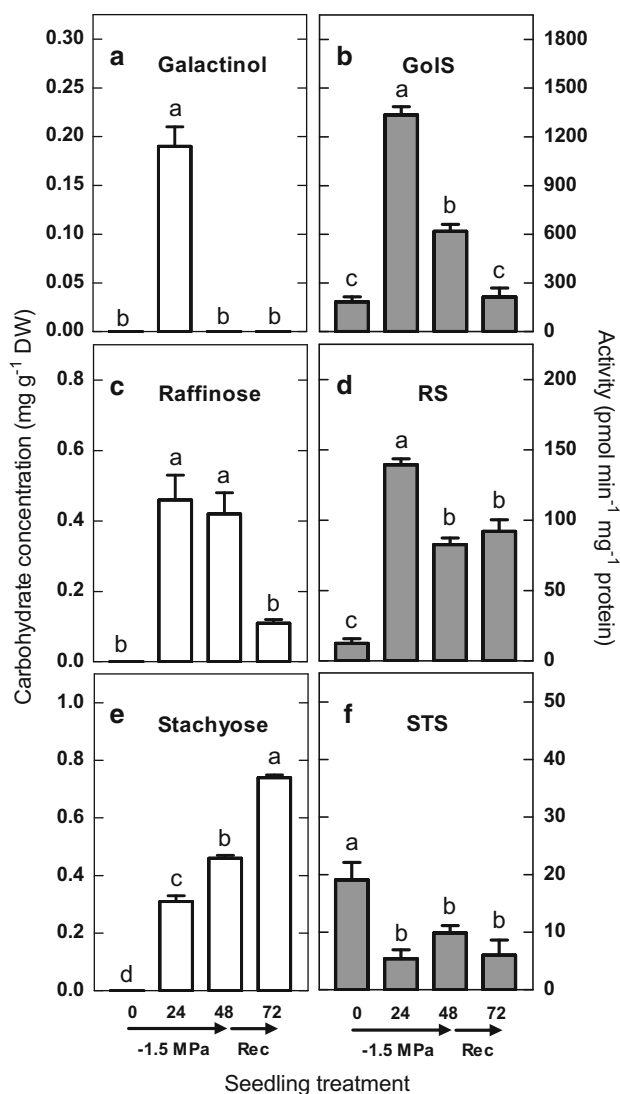 Carbohydrate concentration (mg g⁻¹ DW)
Activity (pmol min⁻¹ mg⁻¹ protein)
a Galactinol
0.30
0.25
0.20
0.15
0.10
0.05
0.00
b a b b
b GolS
1800
1500
1200
900
600
300
0
c a b c
c Raffinose
0.8
0.6
0.4
0.2
0.0
b a a b
d RS
200
150
100
50
0
c a b b
e Stachyose
1.0
0.8
0.6
0.4
0.2
0.0
d c b a
f STS
50
40
30
20
10
0
a b b b
0 24 48 72
-1.5 MPa Rec
0 24 48 72
-1.5 MPa Rec
Seedling treatment